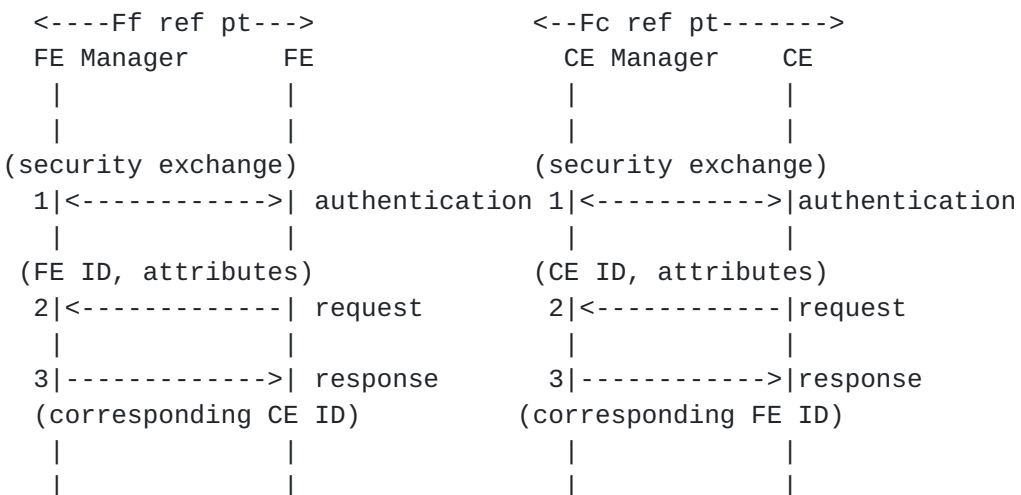 <----Ff ref pt--->              <--Fc ref pt------->
FE Manager      FE                CE Manager    CE
|              |                  |             |
|              |                  |             |
(security exchange)               (security exchange)
1|<------------>| authentication 1|<----------->|authentication
|              |                  |             |
(FE ID, attributes)              (CE ID, attributes)
2|<-------------| request        2|<------------|request
|              |                  |             |
3|------------->| response       3|------------>|response
(corresponding CE ID)          (corresponding FE ID)
|              |                  |             |
|              |                  |             |